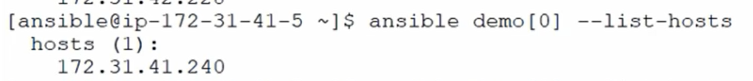 [ansible@ip-172-31-41-5 ~]$ ansible demo[0] --list-hosts
hosts (1):
172.31.41.240